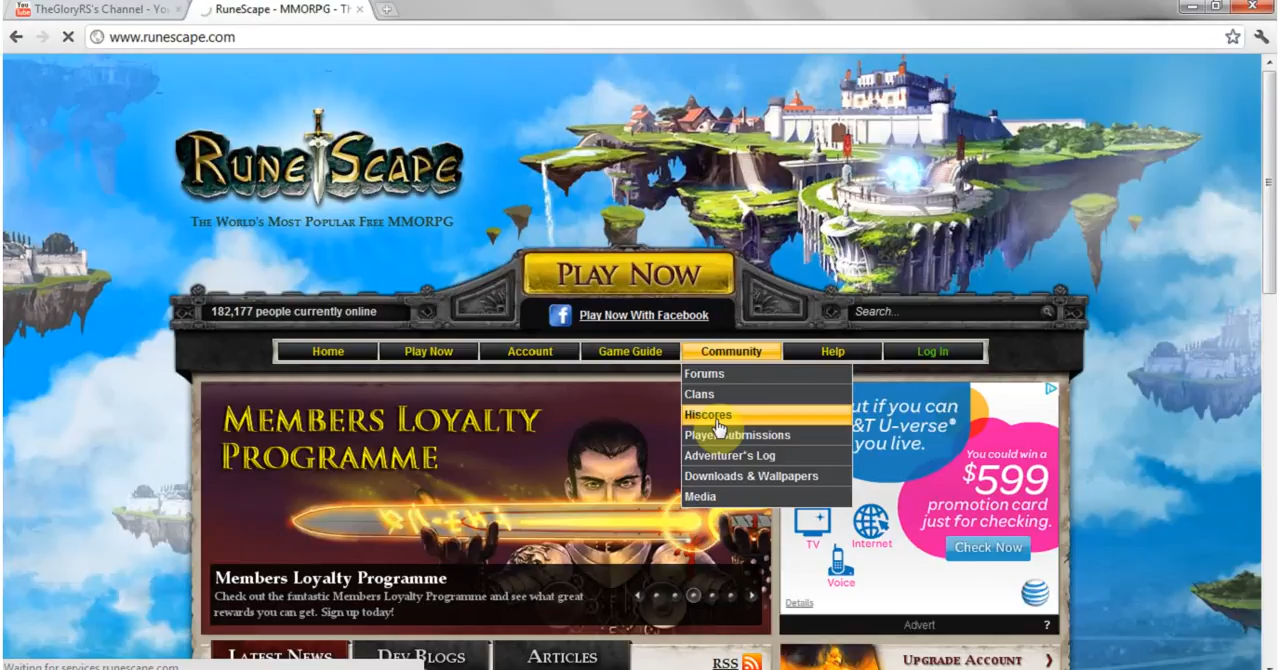 You Tube
TheGloryRS's Channel - Yo
RuneScape - MMORPG - Th
www.runescape.com
RUNESCAPE
THE WORLD'S MOST POPULAR FREE MMORPG
PLAY NOW
182,177 people currently online
Play Now With Facebook
Search...
Home
Play Now
Account
Game Guide
Community
Help
Log In
Forums
Clans
Hiscores
Player Submissions
Adventurer's Log
Downloads & Wallpapers
Media
MEMBERS LOYALTY
PROGRAMME
Members Loyalty Programme
Check out the fantastic Members Loyalty Programme and see what great
rewards you can get. Sign up today!
ut if you can
&T U-verse®
you live.
You could win a
$599
promotion card
just for checking.
Check Now
TV
Internet
Voice
Details
Advert
?
LATEST NEWS
DEV BLOGS
ARTICLES
RSS
UPGRADE ACCOUNT
Waiting for services.runescape.com